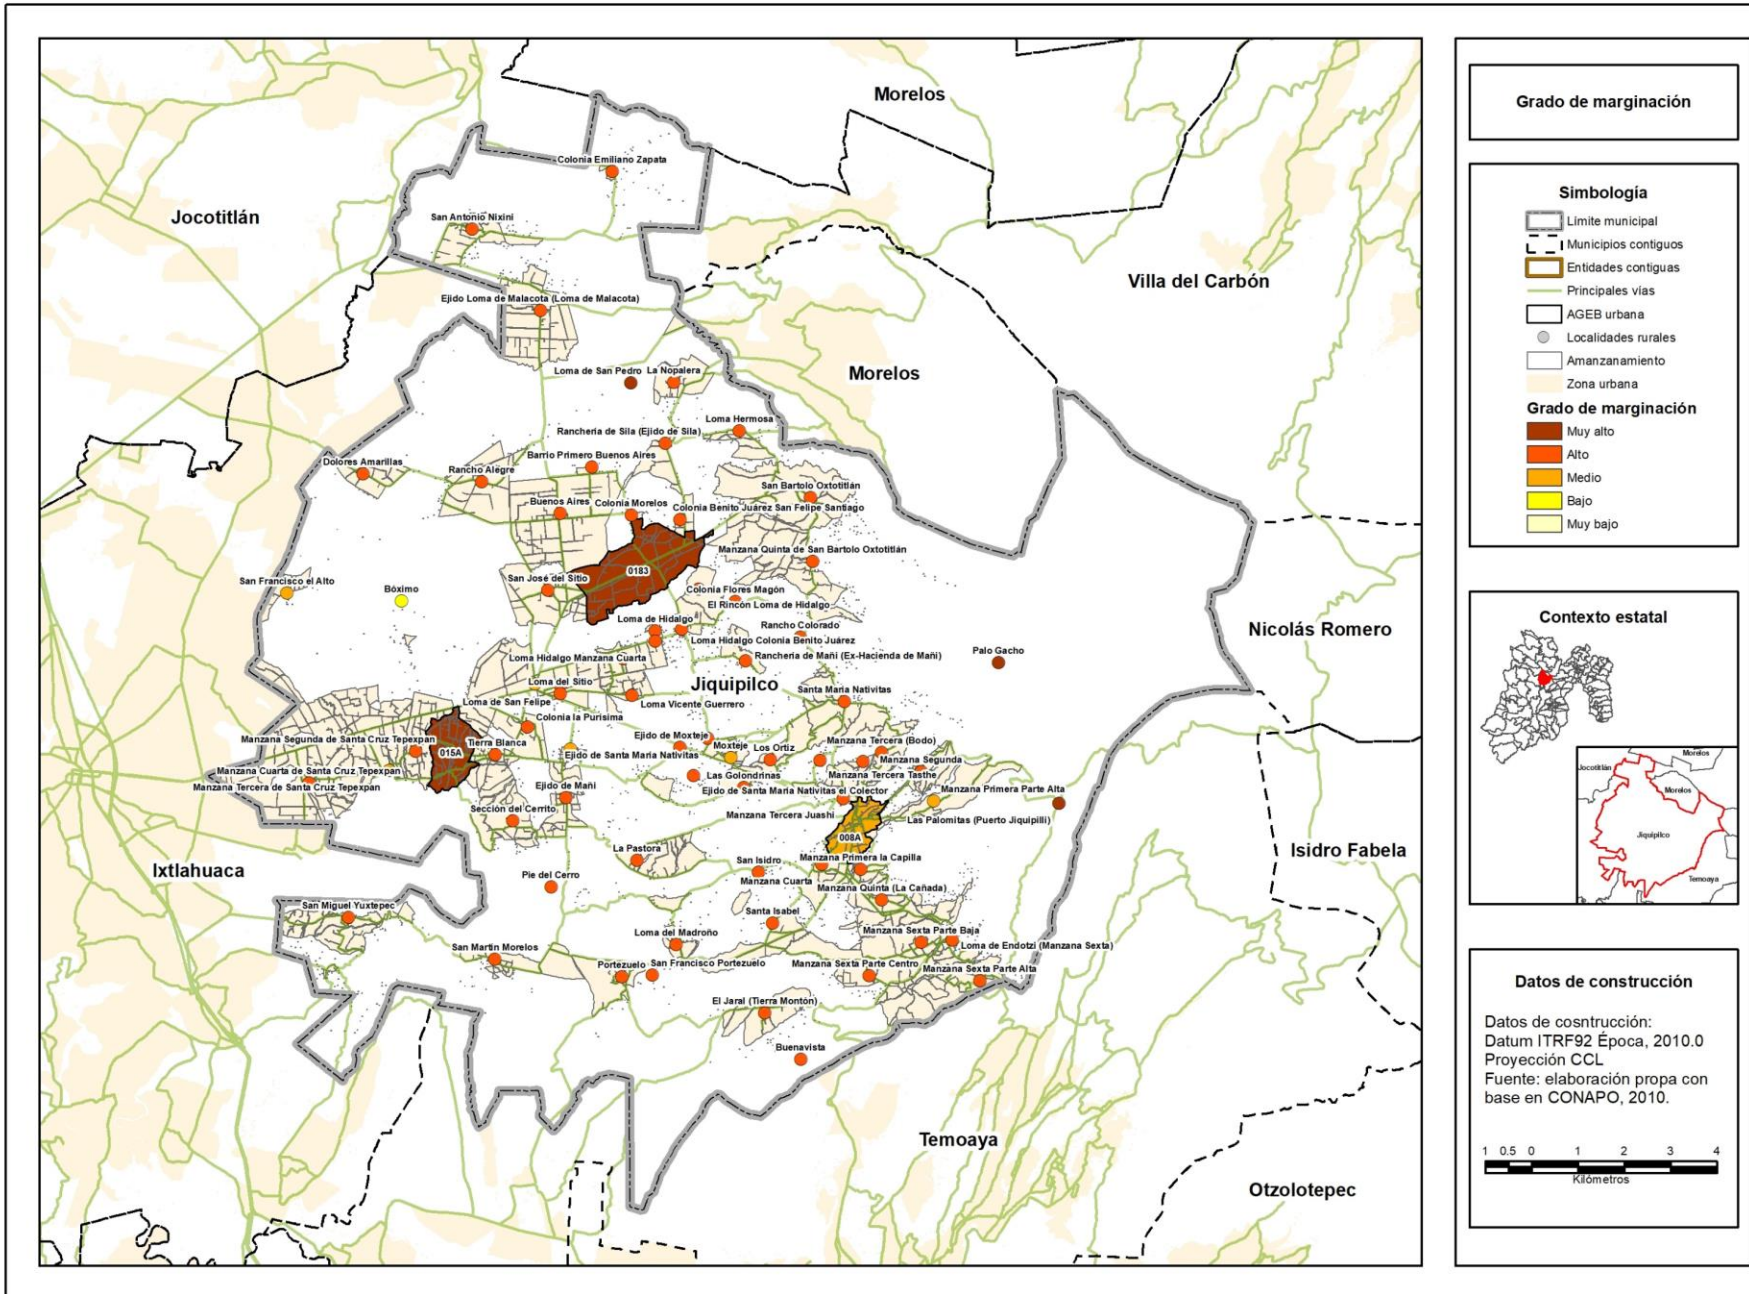 Morelos
Colonia Emiliano Zapata
Jocotitlán
San Antonio Nixini
Villa del Carbón
Ejido Loma de Malacota (Loma de Malacota)
Loma de San Pedro
La Nopalera
Morelos
Loma Hermosa
Ranchería de Sila (Ejido de Sila)
Barrio Primero Buenos Aires
Dolores Amarillas
Rancho Alegre
San Bartolo Oxtotitlán
Buenos Aires
Colonia Morelos
Colonia Benito Juárez San Felipe Santiago
Manzana Quinta de San Bartolo Oxtotitlán
0183
San Francisco el Alto
Bóximo
San José del Sitio
Colonia Flores Magón
El Rincón Loma de Hidalgo
Loma de Hidalgo
Rancho Colorado
Nicolás Romero
Loma Hidalgo Colonia Benito Juárez
Palo Gacho
Loma Hidalgo Manzana Cuarta
Ranchería de Mañi (Ex-Hacienda de Mañi)
Jiquipilco
Loma del Sitio
Santa María Nativitas
Loma de San Felipe
Loma Vicente Guerrero
Colonia la Purísima
Manzana Segunda de Santa Cruz Tepexpan
015A
Tierra Blanca
Ejido de Moxteje
Moxteje
Los Ortiz
Manzana Tercera (Bodo)
Ejido de Santa María Nativitas
Manzana Segunda
Manzana Cuarta de Santa Cruz Tepexpan
Las Golondrinas
Manzana Tercera Tasthe
Manzana Tercera de Santa Cruz Tepexpan
Ejido de Mañi
Ejido de Santa María Nativitas el Colector
Manzana Primera Parte Alta
Sección del Cerrito
Manzana Tercera Juashi
Las Palomitas (Puerto Jiquipilli)
008A
Isidro Fabela
La Pastora
San Isidro
Manzana Primera la Capilla
Ixtlahuaca
Pie del Cerro
Manzana Cuarta
Manzana Quinta (La Cañada)
San Miguel Yuxtepec
Santa Isabel
Loma del Madroño
Manzana Sexta Parte Baja
San Martín Morelos
Loma de Endotzi (Manzana Sexta)
Portezuelo
San Francisco Portezuelo
Manzana Sexta Parte Centro
Manzana Sexta Parte Alta
El Jaral (Tierra Montón)
Buenavista
Temoaya
Otzolotepec
Grado de marginación
Simbología
Límite municipal
Municipios contiguos
Entidades contiguas
Principales vías
AGEB urbana
Localidades rurales
Amanzanamiento
Zona urbana
Grado de marginación
Muy alto
Alto
Medio
Bajo
Muy bajo
Contexto estatal
Jocotitlán
Morelos
Morelos
Jiquipilco
Temoaya
Datos de construcción
Datos de cosntrucción:
Datum ITRF92 Época, 2010.0
Proyección CCL
Fuente: elaboración propa con
base en CONAPO, 2010.
1 0.5 0 1 2 3 4
Kilómetros